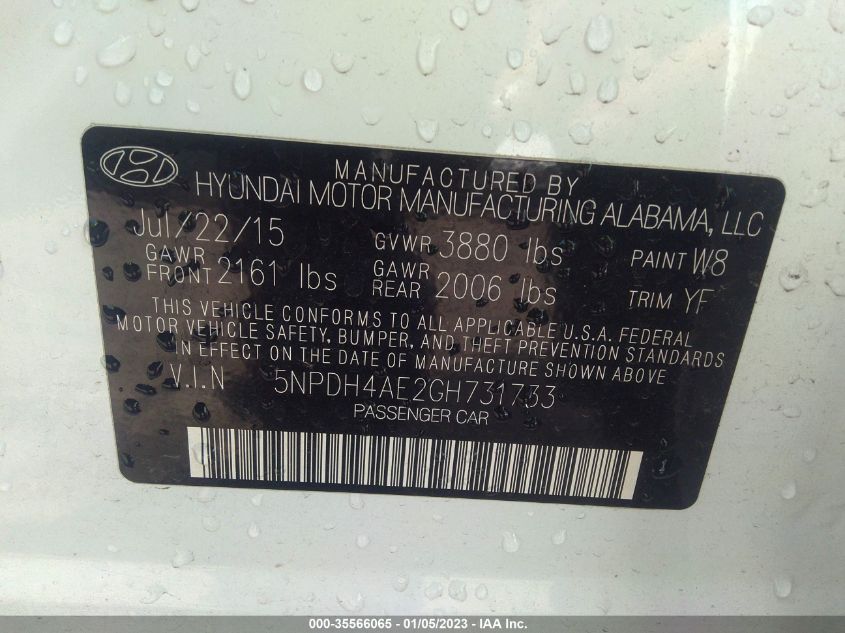 MANUFACTURED BY
HYUNDAI MOTOR MANUFACTURING ALABAMA, LLC
Jul/22/15 GVWR 3880 lbs PAINT W8
GAWR FRONT 2161 lbs GAWR REAR 2006 lbs TRIM YF
THIS VEHICLE CONFORMS TO ALL APPLICABLE U.S.A. FEDERAL
MOTOR VEHICLE SAFETY, BUMPER, AND THEFT PREVENTION STANDARDS
IN EFFECT ON THE DATE OF MANUFACTURE SHOWN ABOVE
V.I.N 5NPDH4AE2GH731733
PASSENGER CAR
000-35566065 - 01/05/2023 - IAA Inc.